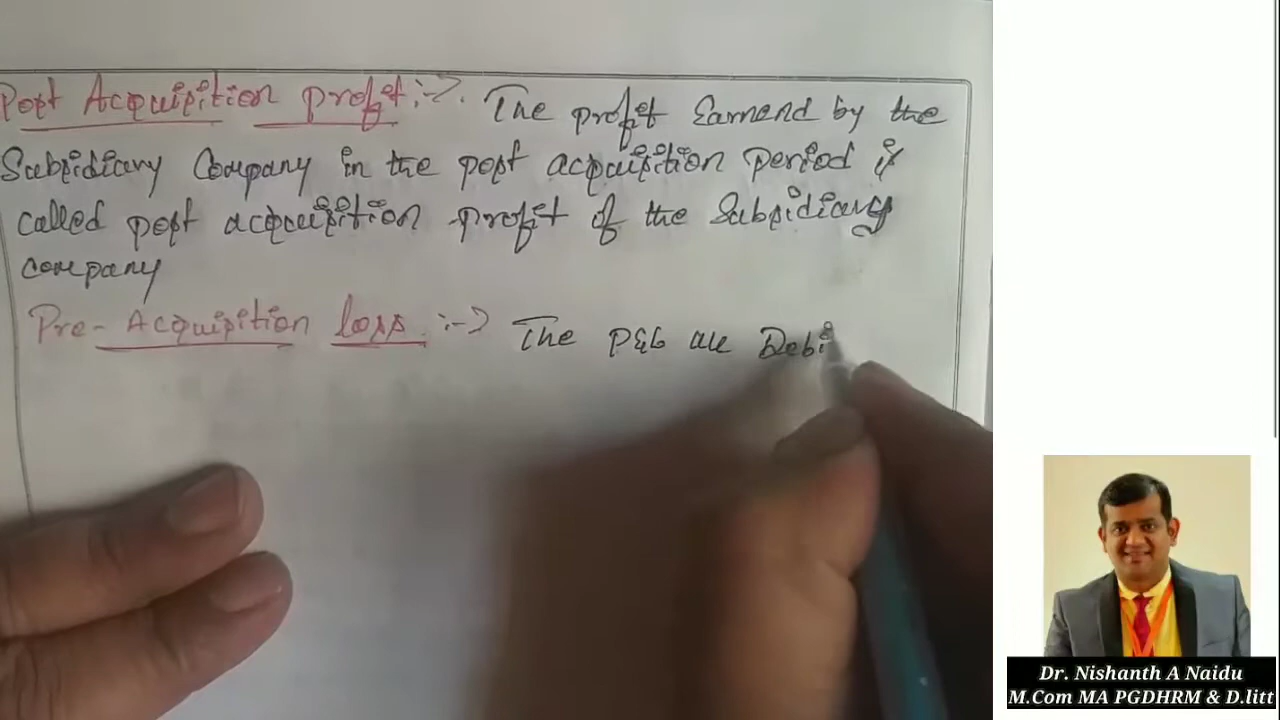 Post Acquisition profit :-> The profit Earnend by the
Subsidiary Company in the post acquisition period is
called post acquisition profit of the Subsidiary
company
Pre-Acquisition loss :-> The P&L a/c Debi
Dr. Nishanth A Naidu
M.Com MA PGDHRM & D.litt